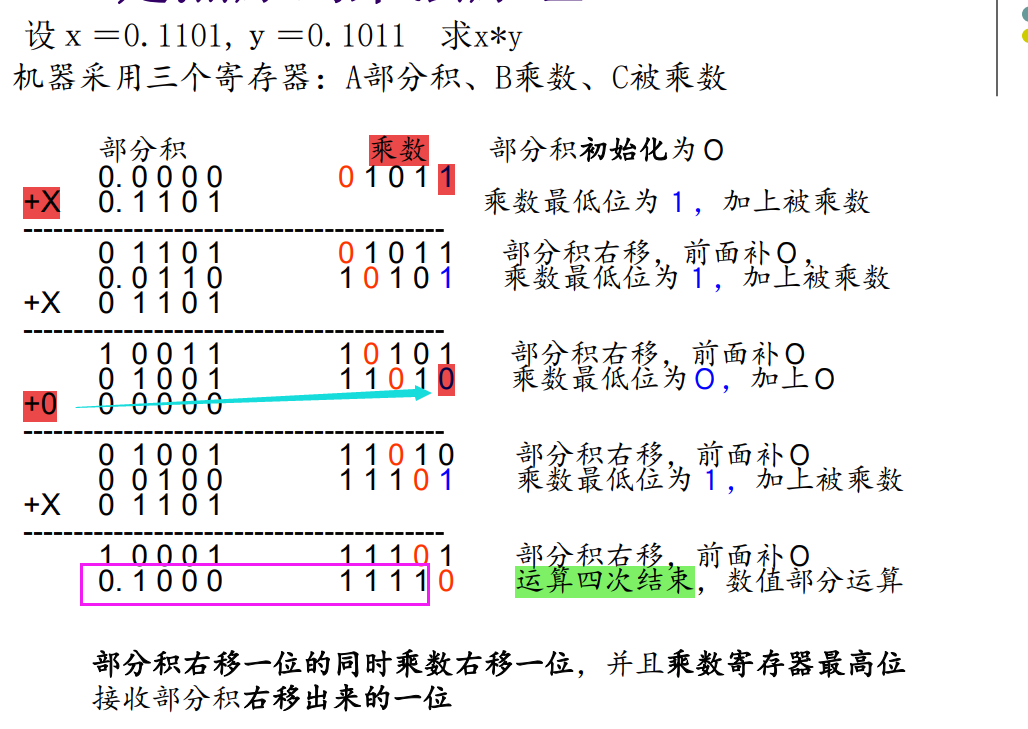 设 x =0.1101, y =0.1011 求x*y
机器采用三个寄存器: A部分积、B乘数、C被乘数
部分积 乘数 部分积初始化为0
0.0000 01011
+X 0.1101 乘数最低位为 1, 加上被乘数
---------------------------------------------
0 1101 01011 部分积右移, 前面补0,
0.0110 10101 乘数最低位为 1, 加上被乘数
+X 0 1101
---------------------------------------------
1 0011 10101 部分积右移, 前面补0
0 1001 11010 乘数最低位为0, 加上0
+0 0 0000
---------------------------------------------
0 1001 11010 部分积右移, 前面补0
0 0100 11101 乘数最低位为 1, 加上被乘数
+X 0 1101
---------------------------------------------
1 0001 11101 部分积右移, 前面补0
0.1000 11110 运算四次结束, 数值部分运算
部分积右移一位的同时乘数右移一位, 并且乘数寄存器最高位
接收部分积右移出来的一位